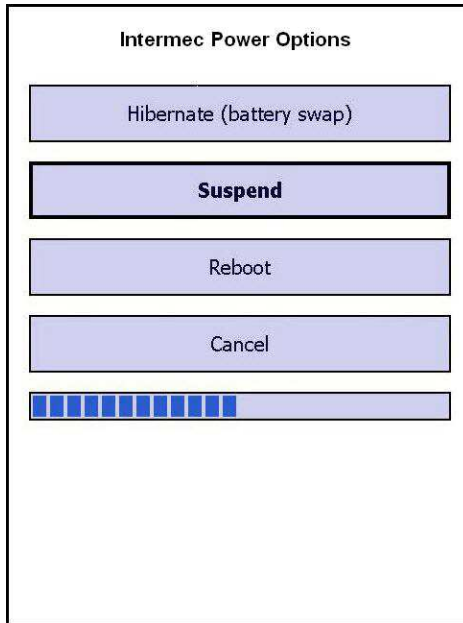 Intermec Power Options
Hibernate (battery swap)
Suspend
Reboot
Cancel